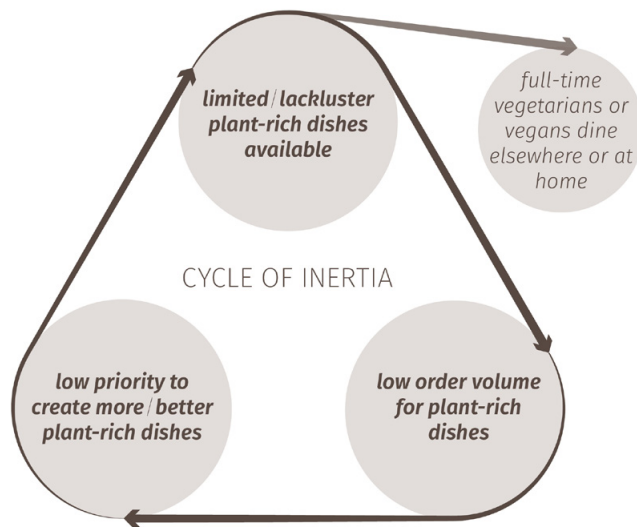 limited/lackluster
plant-rich dishes
available
full-time
vegetarians or
vegans dine
elsewhere or at
home
CYCLE OF INERTIA
low priority to
create more/better
plant-rich dishes
low order volume
for plant-rich
dishes